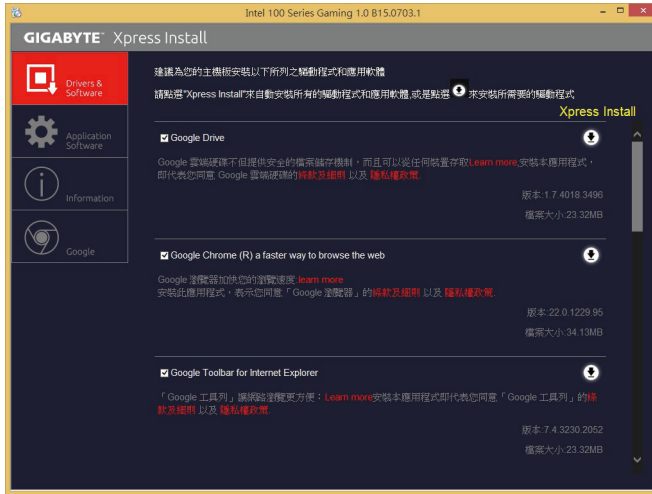 Intel 100 Series Gaming 1.0 B15.0703.1
GIGABYTE™ Xpress Install
Drivers &
Software
Application
Software
Information
Google
建議為您的主機板安裝以下所列之驅動程式和應用軟體
請點選"Xpress Install"來自動安裝所有的驅動程式和應用軟體,或是點選 來安裝所需要的驅動程式
Xpress Install
Google Drive
Google 雲端硬碟不但提供安全的檔案儲存機制,而且可以從任何裝置存取Learn more,安裝本應用程式,
即代表您同意 Google 雲端硬碟的條款及細則 以及 隱私權政策.
版本:1.7.4018.3496
檔案大小:23.32MB
Google Chrome (R) a faster way to browse the web
Google 瀏覽器加快您的瀏覽速度:learn more
安裝此應用程式,表示您同意「Google 瀏覽器」的條款及細則 以及 隱私權政策.
版本:22.0.1229.95
檔案大小:34.13MB
Google Toolbar for Internet Explorer
「Google 工具列」讓網路瀏覽更方便:Learn more安裝本應用程式即代表您同意「Google 工具列」的條
款及細則 以及 隱私權政策.
版本:7.4.3230.2052
檔案大小:23.32MB